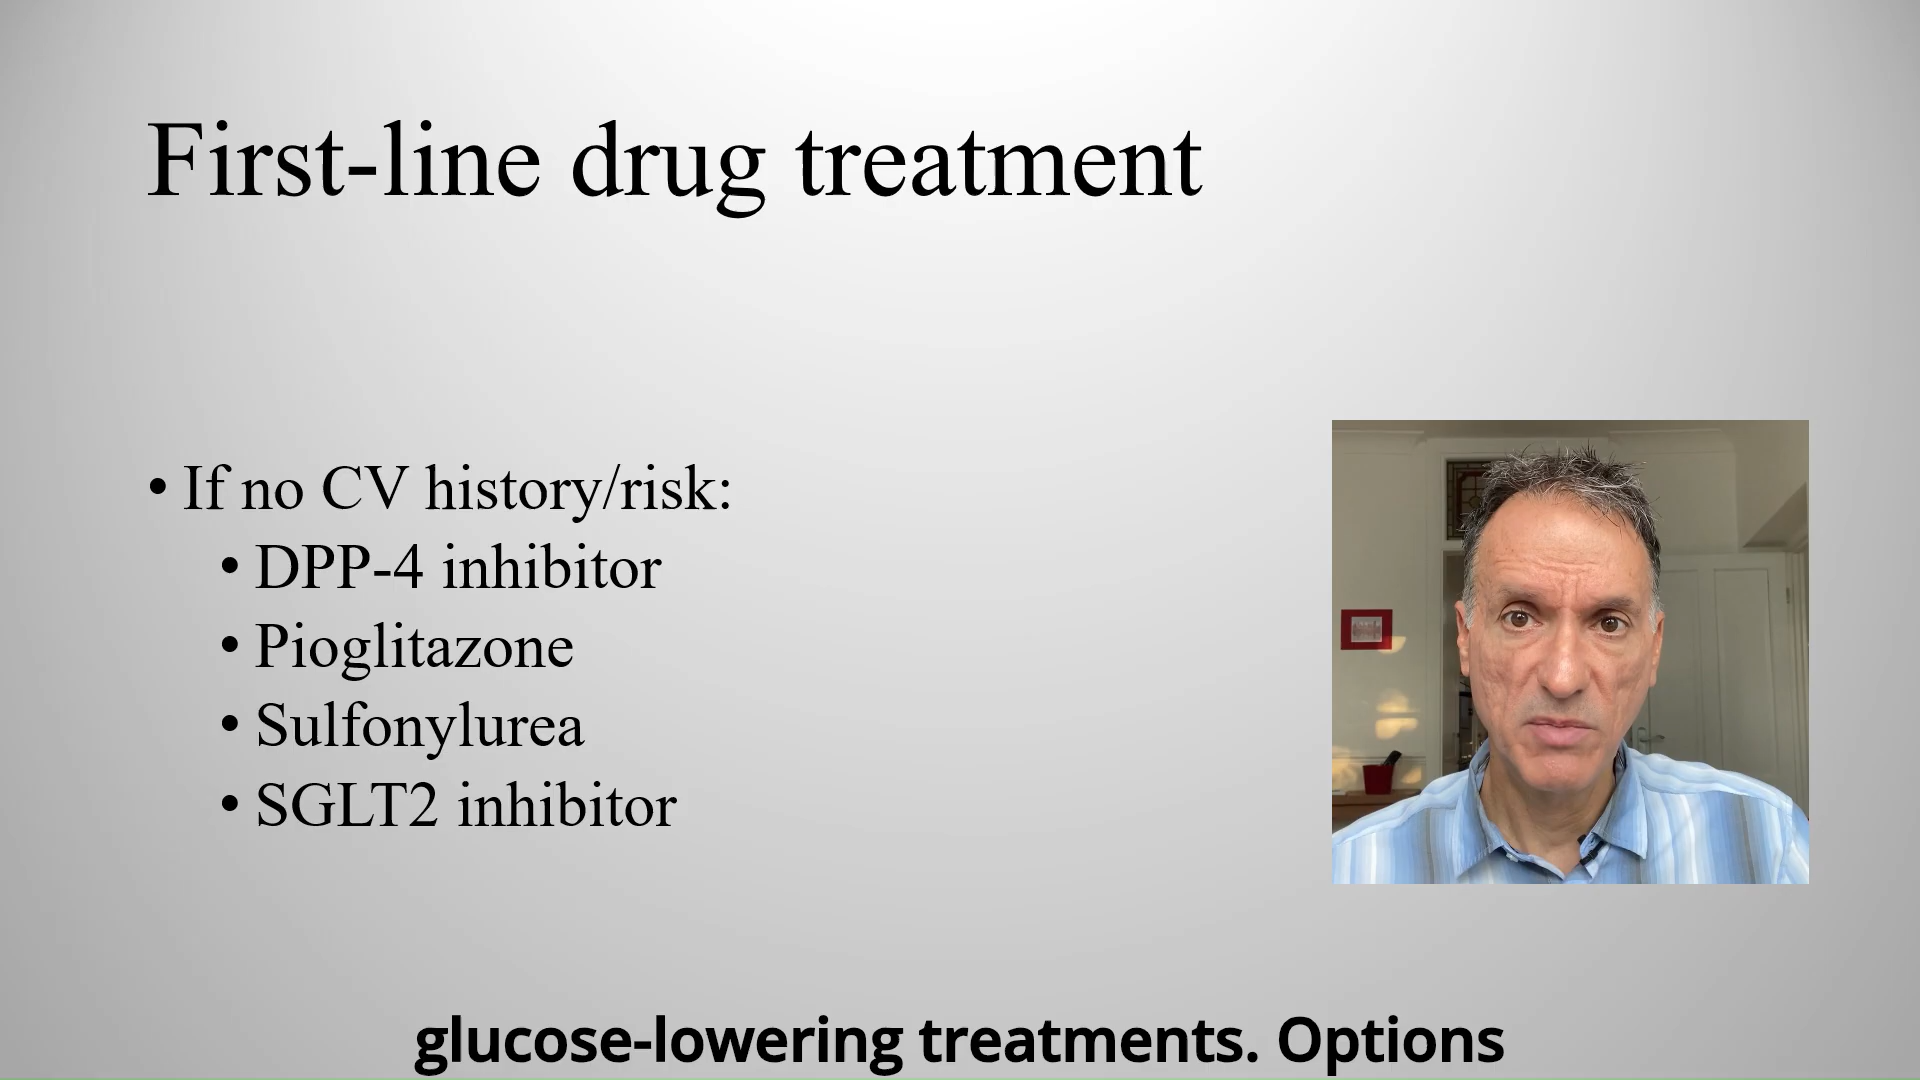 First-line drug treatment
• If no CV history/risk:
• DPP-4 inhibitor
• Pioglitazone
• Sulfonylurea
• SGLT2 inhibitor
glucose-lowering treatments. Options